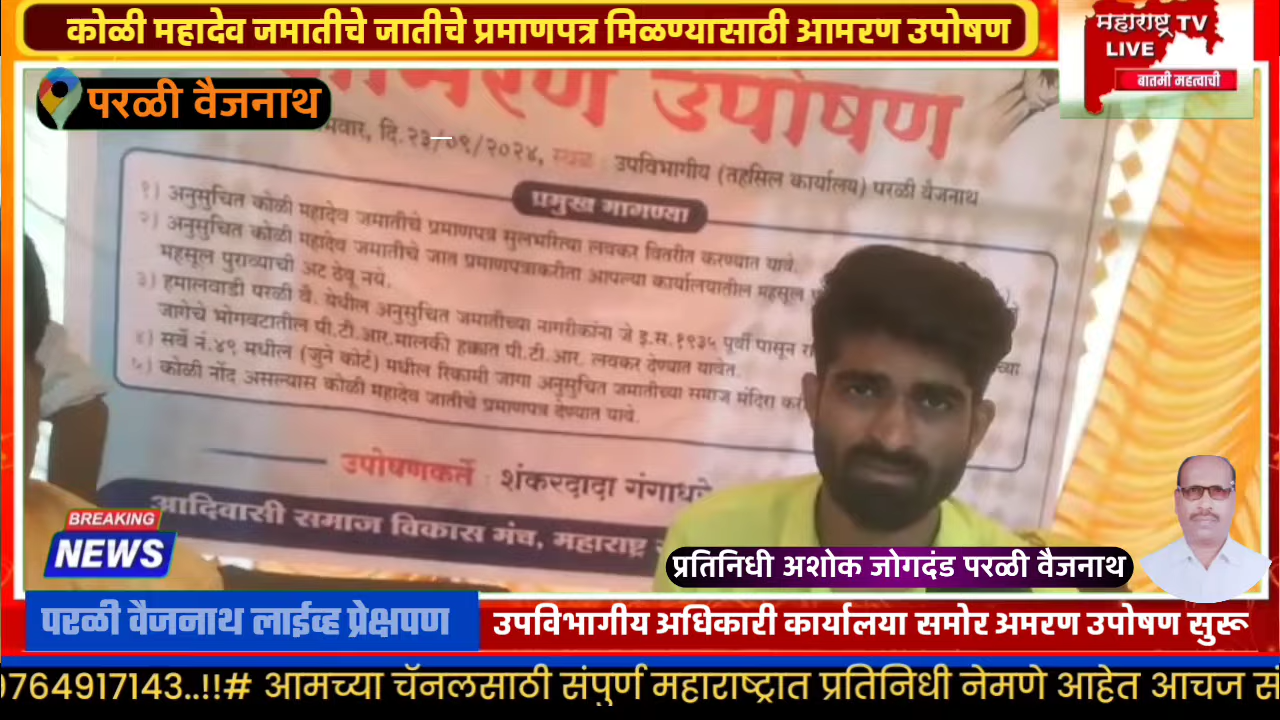 कोळी महादेव जमातीचे जातीचे प्रमाणपत्र मिळण्यासाठी आमरण उपोषण
महाराष्ट्र TV
LIVE
बातमी महत्वाची
परळी वैजनाथ
उपोषण
दि.२३/०९/२०२४, स्थळ : उपविभागीय (तहसिल कार्यालय) परळी वैजनाथ
प्रमुख मागण्या
१) अनुसुचित कोळी महादेव जमातीचे प्रमाणपत्र सुलभरित्या लवकर वितरीत करण्यात यावे.
२) अनुसुचित कोळी महादेव जमातीचे जात प्रमाणपत्राकरीता आपल्या कार्यालयातील महसूल
महसूल पुराव्याची अट ठेवू नये.
३) हमालवाडी परळी वै. येथील अनुसुचित जमातीच्या नागरीकांना जे इ.स.१९३५ पूर्वी पासून
जागेचे भोगवटातील पी.टी.आर.मालकी हक्कात पी.टी.आर. लवकर देण्यात यावेत.
४) सर्वे नं.४९ मधील (जुने कोर्ट) मधील रिकामी जागा अनुसुचित जमातीच्या समाज मंदिरा
५) कोळी नोंद असल्यास कोळी महादेव जातीचे प्रमाणपत्र देण्यात यावे.
उपोषणकर्ते : शंकरदादा
आदिवासी समाज विकास मंच, महाराष्ट्र
BREAKING
NEWS
प्रतिनिधी अशोक जोगदंड परळी वैजनाथ
परळी वैजनाथ लाईव्ह प्रेक्षपण
उपविभागीय अधिकारी कार्यालया समोर अमरण उपोषण सुरू
0764917143..!!# आमच्या चॅनलसाठी संपुर्ण महाराष्ट्रात प्रतिनिधी नेमणे आहेत आचज